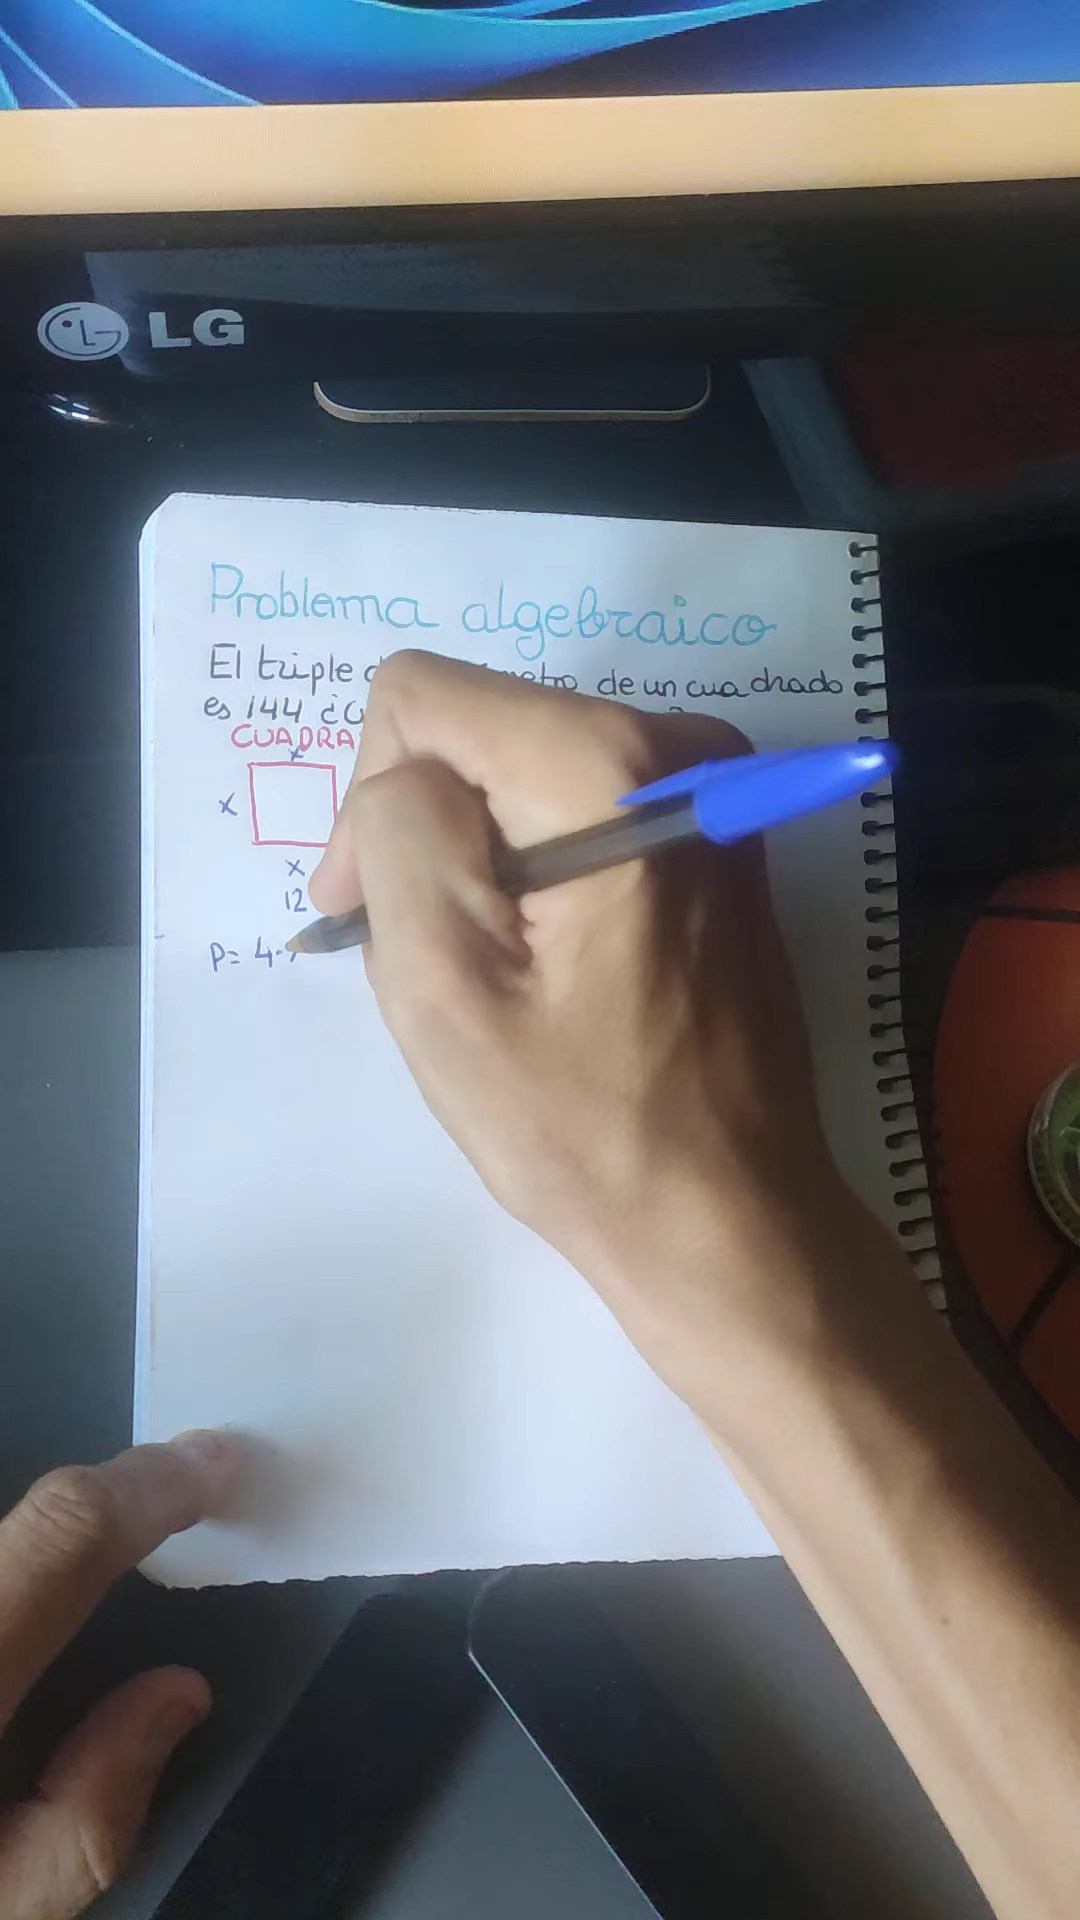 LG
Problema algebraico
El triple de un cuadrado
es 144 ¿
CUADRA
x
x
x
12
P= 4·